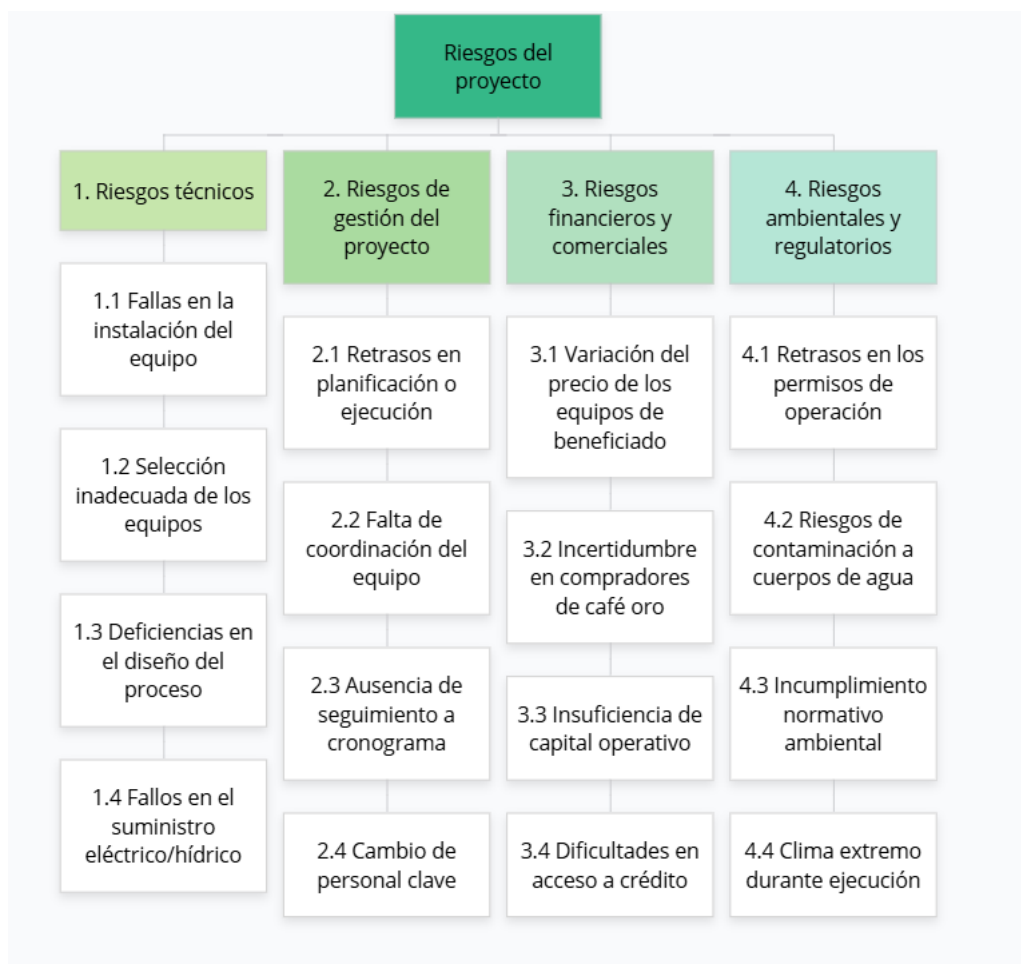 Riesgos del
proyecto
1. Riesgos técnicos
1.1 Fallas en la
instalación del
equipo
1.2 Selección
inadecuada de los
equipos
1.3 Deficiencias en
el diseño del
proceso
1.4 Fallos en el
suministro
eléctrico/hídrico
2. Riesgos de
gestión del
proyecto
2.1 Retrasos en
planificación o
ejecución
2.2 Falta de
coordinación del
equipo
2.3 Ausencia de
seguimiento a
cronograma
2.4 Cambio de
personal clave
3. Riesgos
financieros y
comerciales
3.1 Variación del
precio de los
equipos de
beneficiado
3.2 Incertidumbre
en compradores
de café oro
3.3 Insuficiencia de
capital operativo
3.4 Dificultades en
acceso a crédito
4. Riesgos
ambientales y
regulatorios
4.1 Retrasos en los
permisos de
operación
4.2 Riesgos de
contaminación a
cuerpos de agua
4.3 Incumplimiento
normativo
ambiental
4.4 Clima extremo
durante ejecución